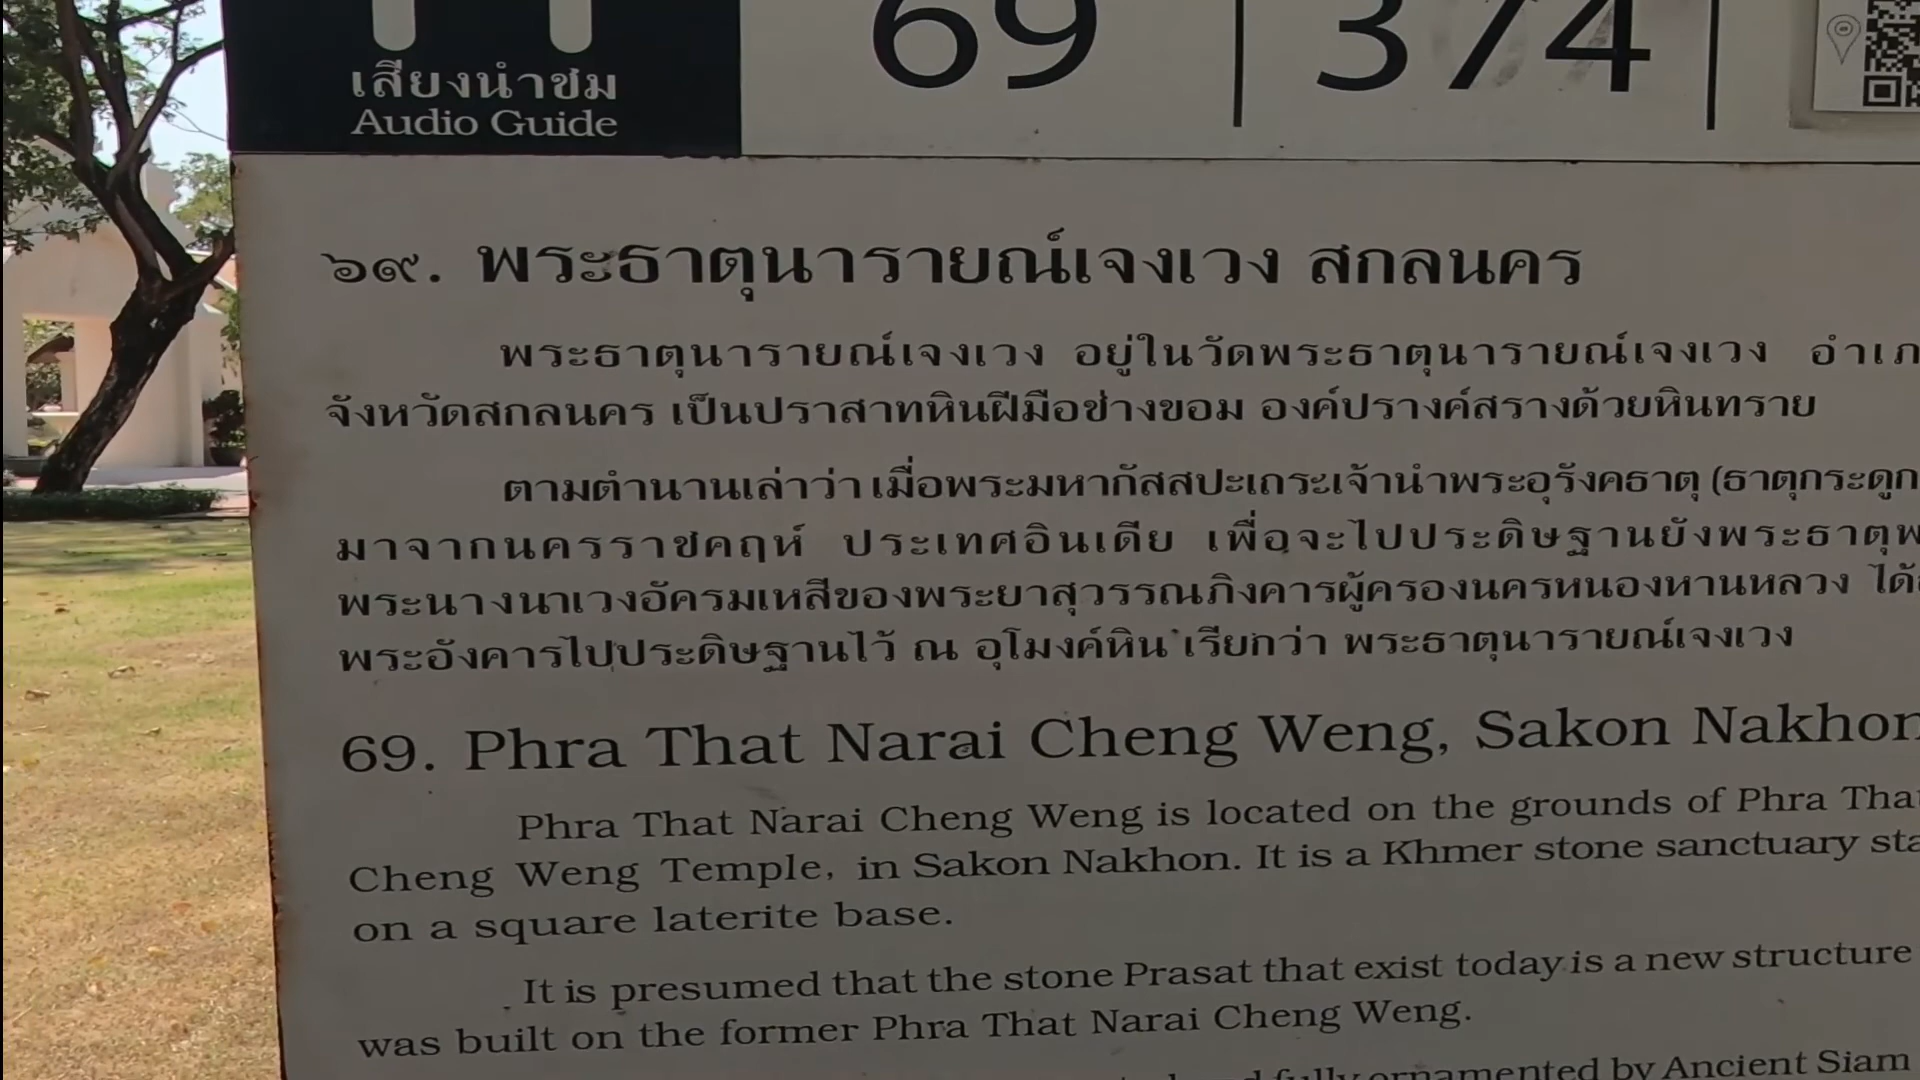 เสียงนำชม
Audio Guide
69
374
๖๙. พระธาตุนารายณ์เจงเวง สกลนคร
พระธาตุนารายณ์เจงเวง อยู่ในวัดพระธาตุนารายณ์เจงเวง
จังหวัดสกลนคร เป็นปราสาทหินฝีมือช่างขอม องค์ปรางค์สร้างด้วยหินทราย
ตามตำนานเล่าว่า เมื่อพระมหากัสสปะเถระเจ้านำพระอุรังคธาตุ (ธาตุกระดูก
มาจากนครราชคฤห์ ประเทศอินเดีย เพื่อจะไปประดิษฐานยังพระธาตุพ
พระนางนาเวงอัครมเหสีของพระยาสุวรรณภิงคารผู้ครองนครหนองหานหลวง ได้
พระอังคารไปประดิษฐานไว้ ณ อุโมงค์หิน เรียกว่า พระธาตุนารายณ์เจงเวง
69. Phra That Narai Cheng Weng, Sakon Nakhon
Phra That Narai Cheng Weng is located on the grounds of Phra That
Cheng Weng Temple, in Sakon Nakhon. It is a Khmer stone sanctuary sta
on a square laterite base.
It is presumed that the stone Prasat that exist today is a new structure
was built on the former Phra That Narai Cheng Weng.
fully ornamented by Ancient Siam